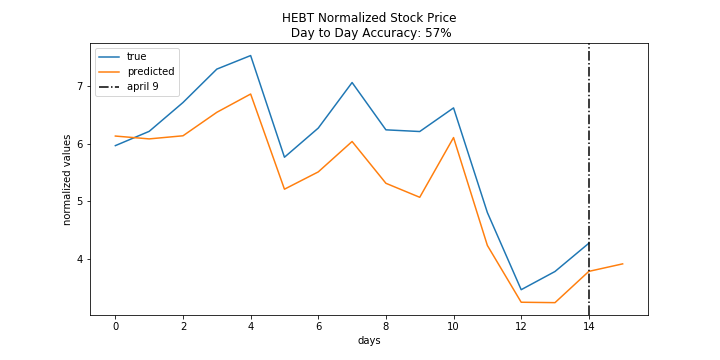 HEBT Normalized Stock Price
Day to Day Accuracy: 57%
true
predicted
april 9
normalized values
7
6
5
4
0 2 4 6 8 10 12 14
days